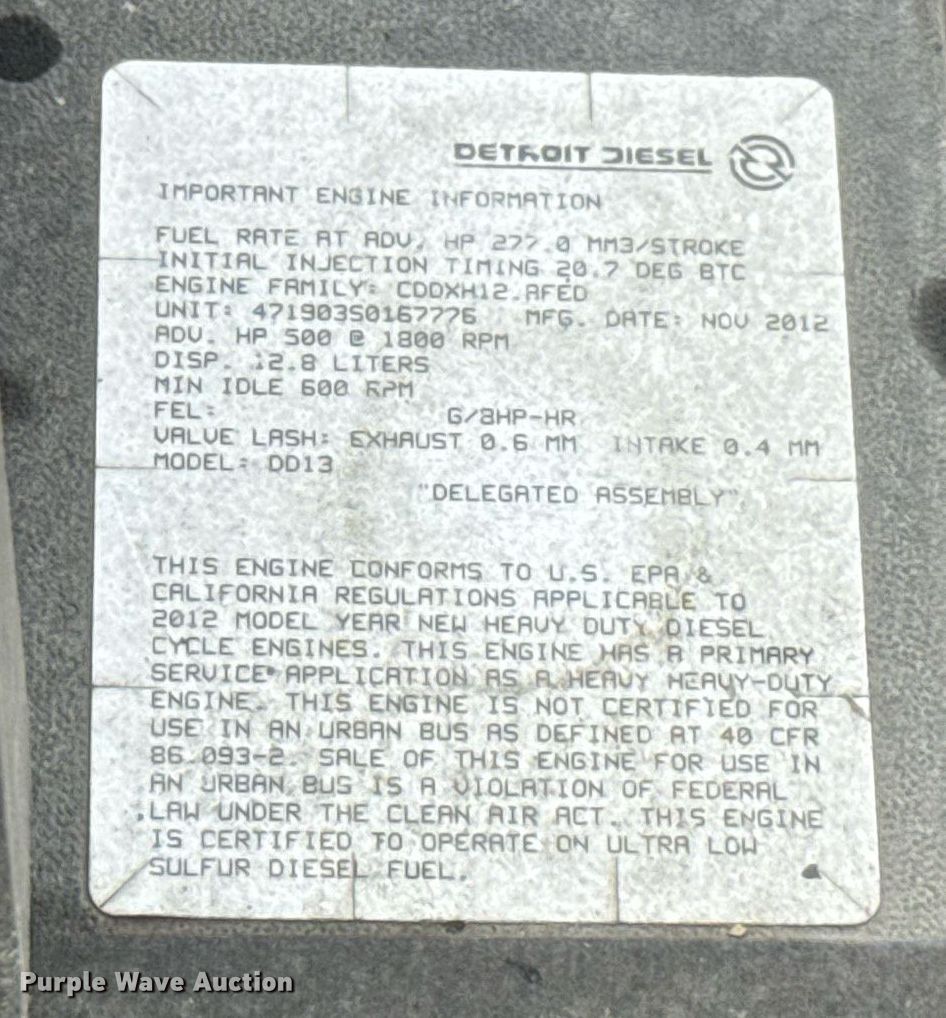 DETROIT DIESEL
IMPORTANT ENGINE INFORMATION
FUEL RATE AT ADV. HP 277.0 MM3/STROKE
INITIAL INJECTION TIMING 20.7 DEG BTC
ENGINE FAMILY: CDDXH12.8FED
UNIT: 471903S0167776 MFG. DATE: NOV 2012
ADV. HP 500 @ 1800 RPM
DISP. 12.8 LITERS
MIN IDLE 600 RPM
FEL: G/BHP-HR
VALVE LASH: EXHAUST 0.6 MM INTAKE 0.4 MM
MODEL: DD13
"DELEGATED ASSEMBLY"
THIS ENGINE CONFORMS TO U.S. EPA &
CALIFORNIA REGULATIONS APPLICABLE TO
2012 MODEL YEAR NEW HEAVY DUTY DIESEL
CYCLE ENGINES. THIS ENGINE HAS A PRIMARY
SERVICE APPLICATION AS A HEAVY HEAVY-DUTY
ENGINE. THIS ENGINE IS NOT CERTIFIED FOR
USE IN AN URBAN BUS AS DEFINED AT 40 CFR
86.093-2. SALE OF THIS ENGINE FOR USE IN
AN URBAN BUS IS A VIOLATION OF FEDERAL
LAW UNDER THE CLEAN AIR ACT. THIS ENGINE
IS CERTIFIED TO OPERATE ON ULTRA LOW
SULFUR DIESEL FUEL.
Purple Wave Auction